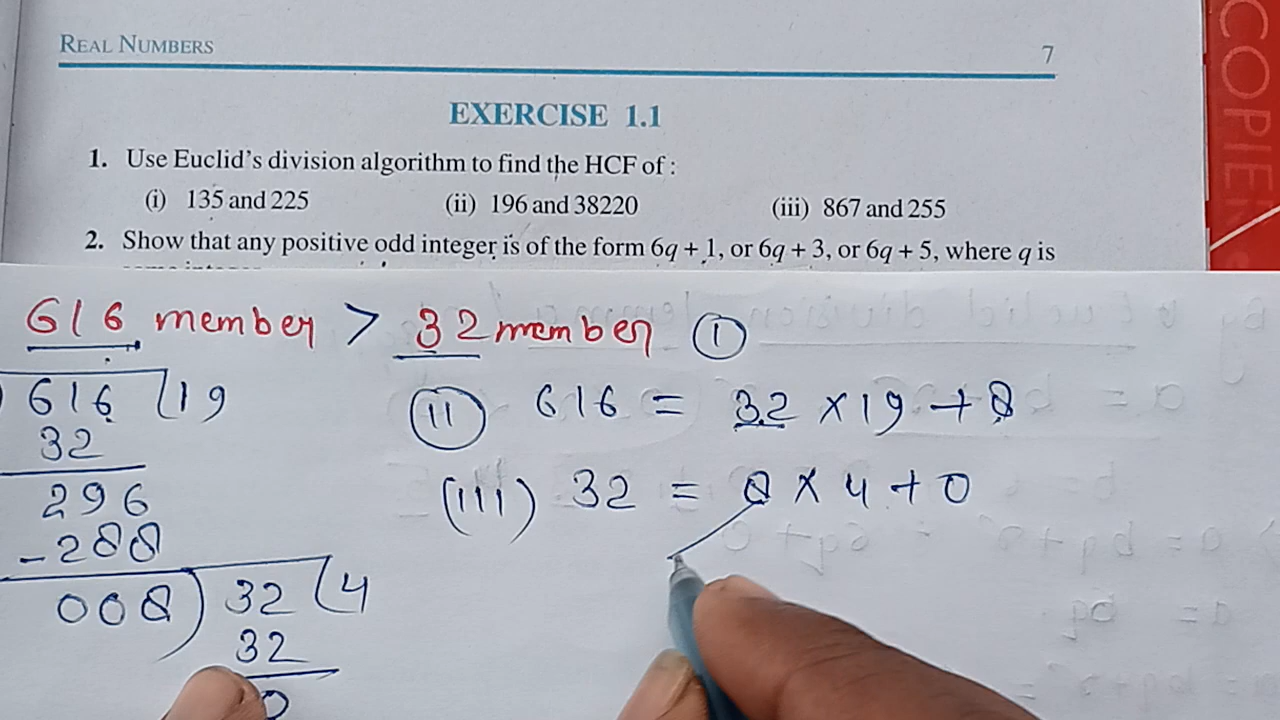 REAL NUMBERS 7
EXERCISE 1.1
1. Use Euclid's division algorithm to find the HCF of :
(i) 135 and 225 (ii) 196 and 38220 (iii) 867 and 255
2. Show that any positive odd integer is of the form 6q + 1, or 6q + 3, or 6q + 5, where q is
COPIER
616 member > 32 member (I)
616 (19
32
296
-288
008) 32 (4
32
0
(II) 616 = 32 × 19 + 8
(III) 32 = 8 × 4 + 0